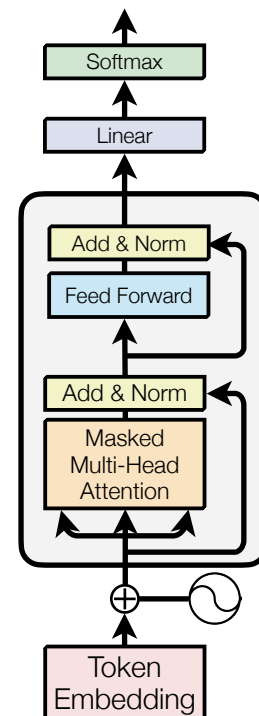 Softmax
Linear
Add & Norm
Feed Forward
Add & Norm
Masked
Multi-Head
Attention
Token
Embedding